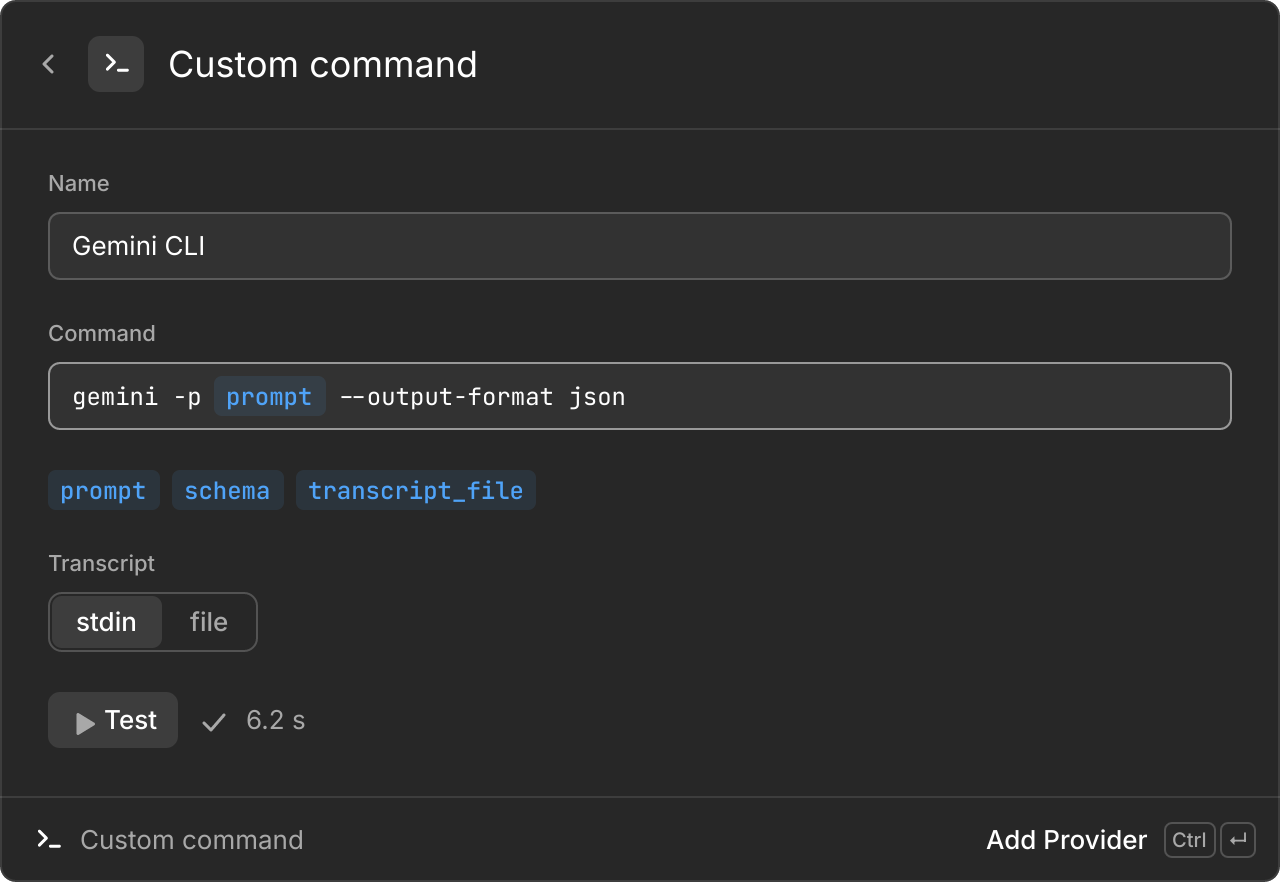 Custom command
Name
Gemini CLI
Command
gemini -p prompt --output-format json
prompt schema transcript_file
Transcript
stdin file
Test 6.2 s
Custom command Add Provider Ctrl ↵